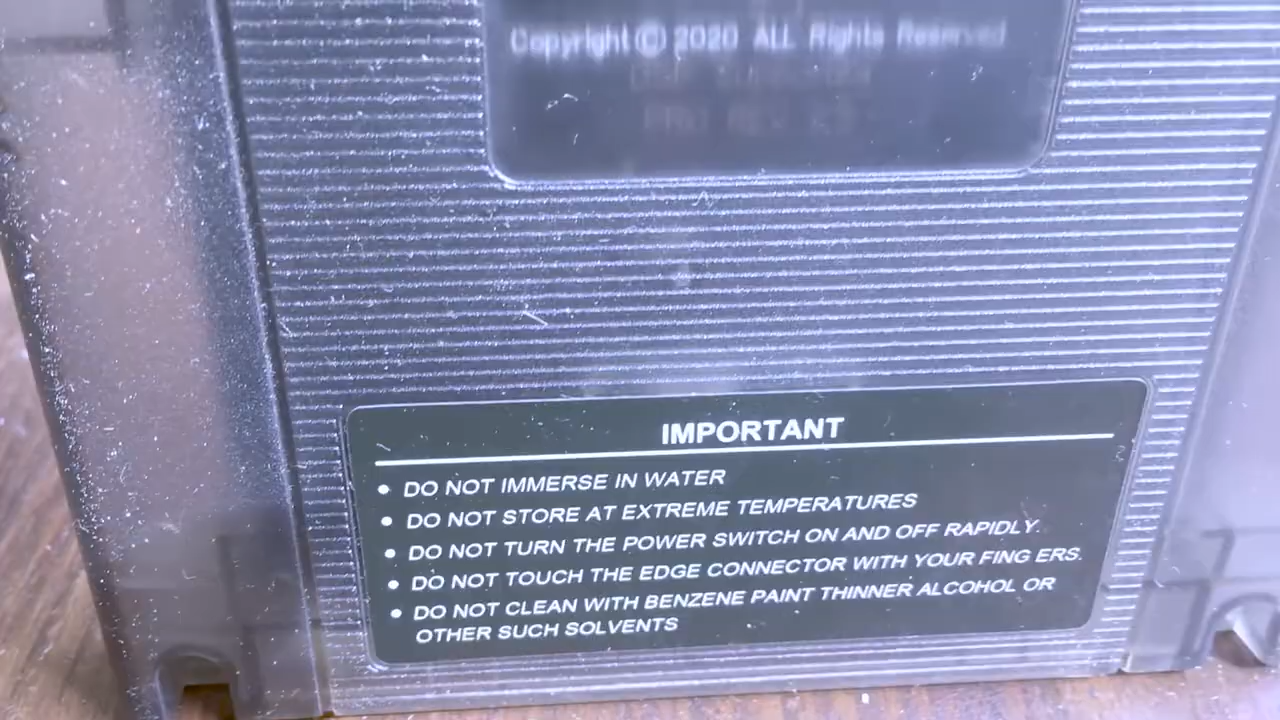 Copyright © 2020 ALL Rights Reserved
IMPORTANT
• DO NOT IMMERSE IN WATER
• DO NOT STORE AT EXTREME TEMPERATURES
• DO NOT TURN THE POWER SWITCH ON AND OFF RAPIDLY.
• DO NOT TOUCH THE EDGE CONNECTOR WITH YOUR FING ERS.
• DO NOT CLEAN WITH BENZENE PAINT THINNER ALCOHOL OR
OTHER SUCH SOLVENTS